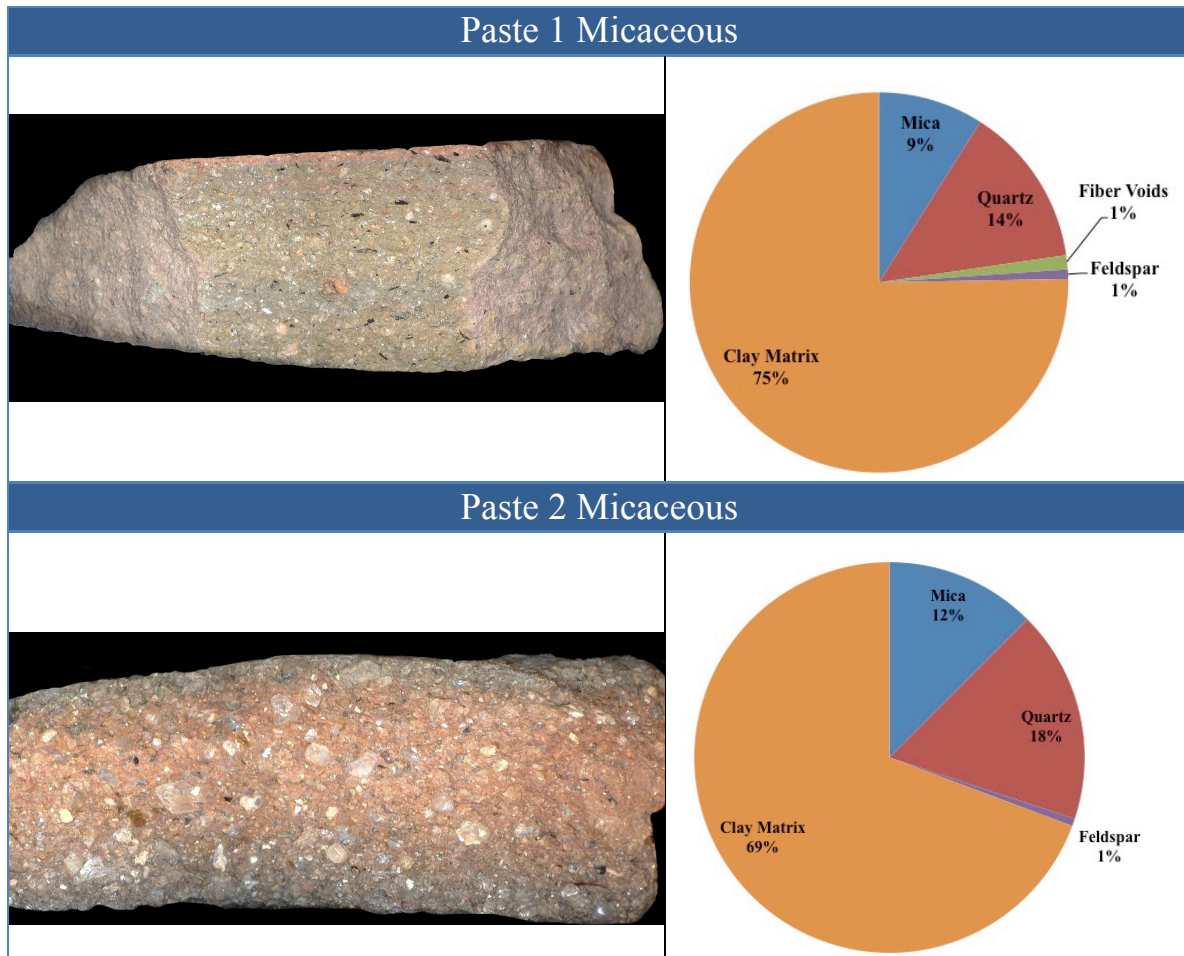 Paste 1 Micaceous
Mica
9%
Quartz
14%
Fiber Voids
1%
Feldspar
1%
Clay Matrix
75%
Paste 2 Micaceous
Mica
12%
Quartz
18%
Feldspar
1%
Clay Matrix
69%